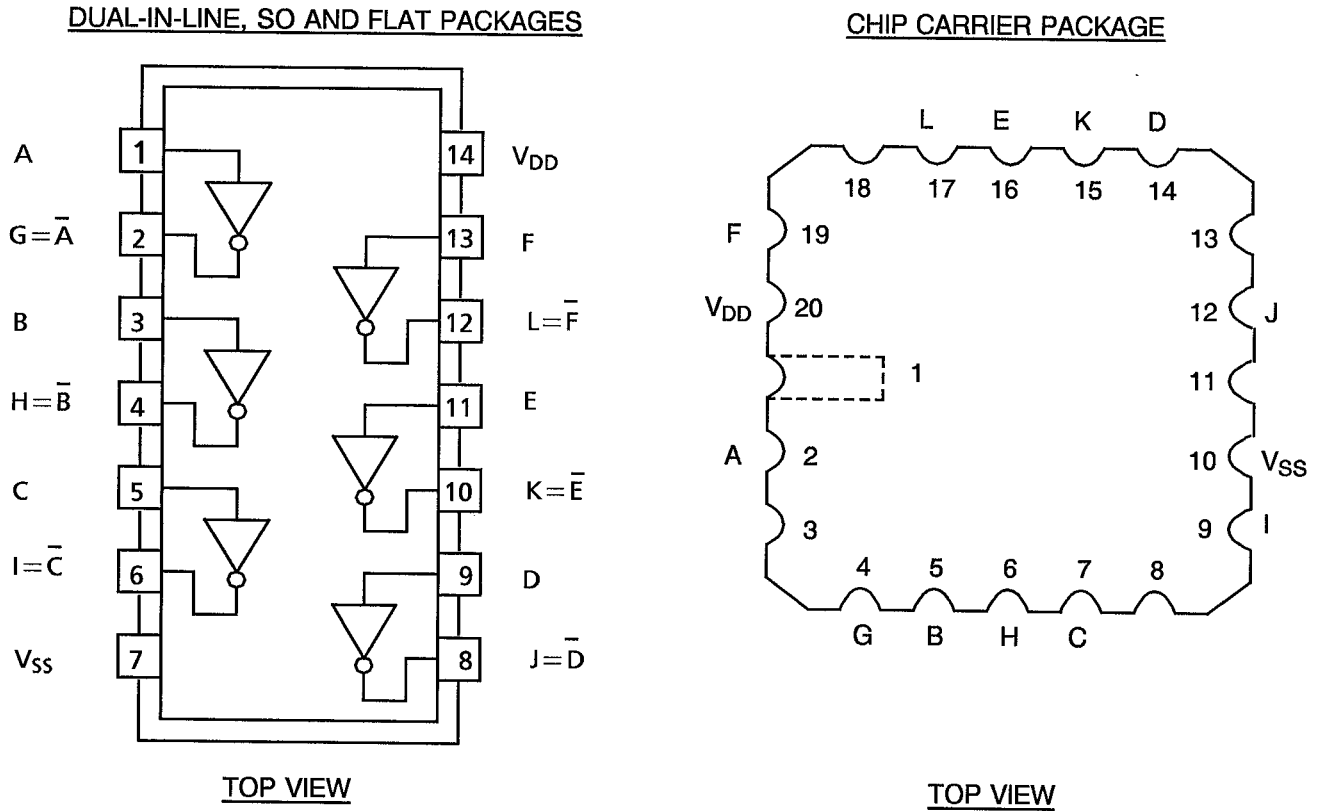 DUAL-IN-LINE, SO AND FLAT PACKAGES
A 1 14 VDD
G=A̅ 2 13 F
B 3 12 L=F̅
H=B̅ 4 11 E
C 5 10 K=E̅
I=C̅ 6 9 D
VSS 7 8 J=D̅
TOP VIEW
CHIP CARRIER PACKAGE
L E K D
18 17 16 15 14
F 19 13
VDD 20 12 J
1 11
A 2 10 VSS
3 9 I
4 5 6 7 8
G B H C
TOP VIEW